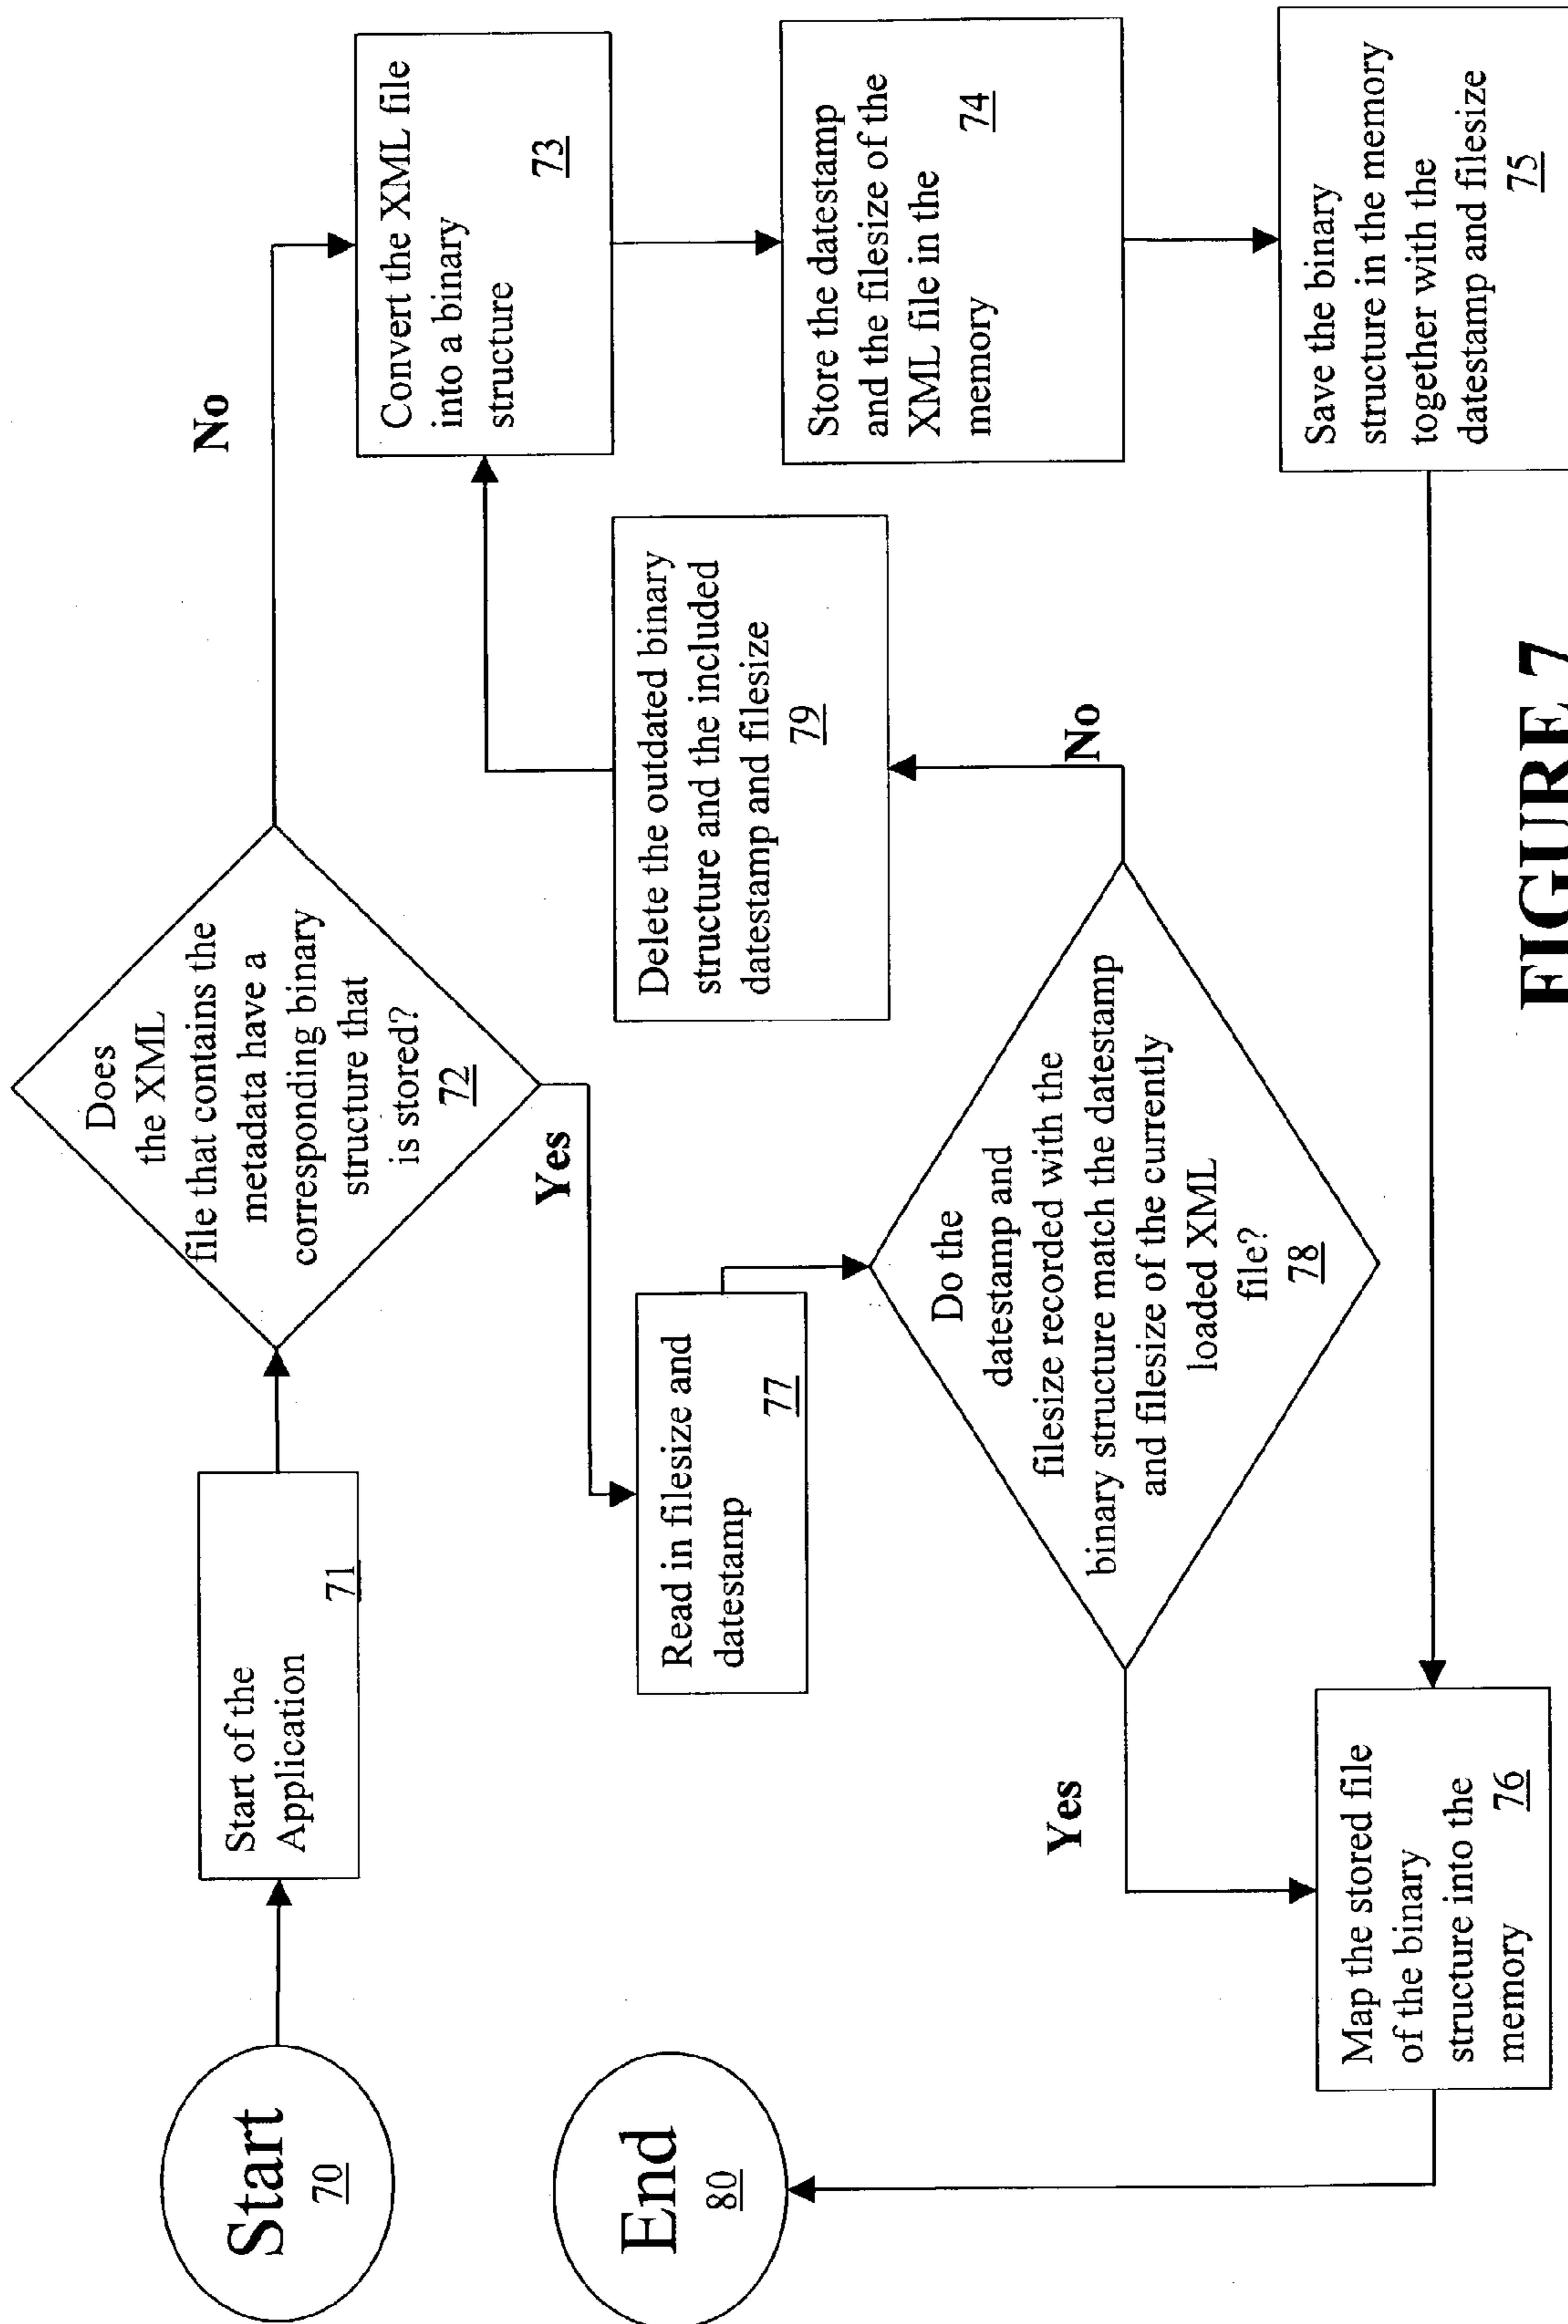 Start
70
Start of the
Application
71
Does
the XML
file that contains the
metadata have a
corresponding binary
structure that
is stored?
72
No
Yes
Convert the XML file
into a binary
structure
73
Store the datestamp
and the filesize of the
XML file in the
memory
74
Save the binary
structure in the memory
together with the
datestamp and filesize
75
Read in filesize and
datestamp
77
Do the
datestamp and
filesize recorded with the
binary structure match the datestamp
and filesize of the currently
loaded XML
file?
78
No
Delete the outdated binary
structure and the included
datestamp and filesize
79
Yes
Map the stored file
of the binary
structure into the
memory
76
End
80
FIGURE 7